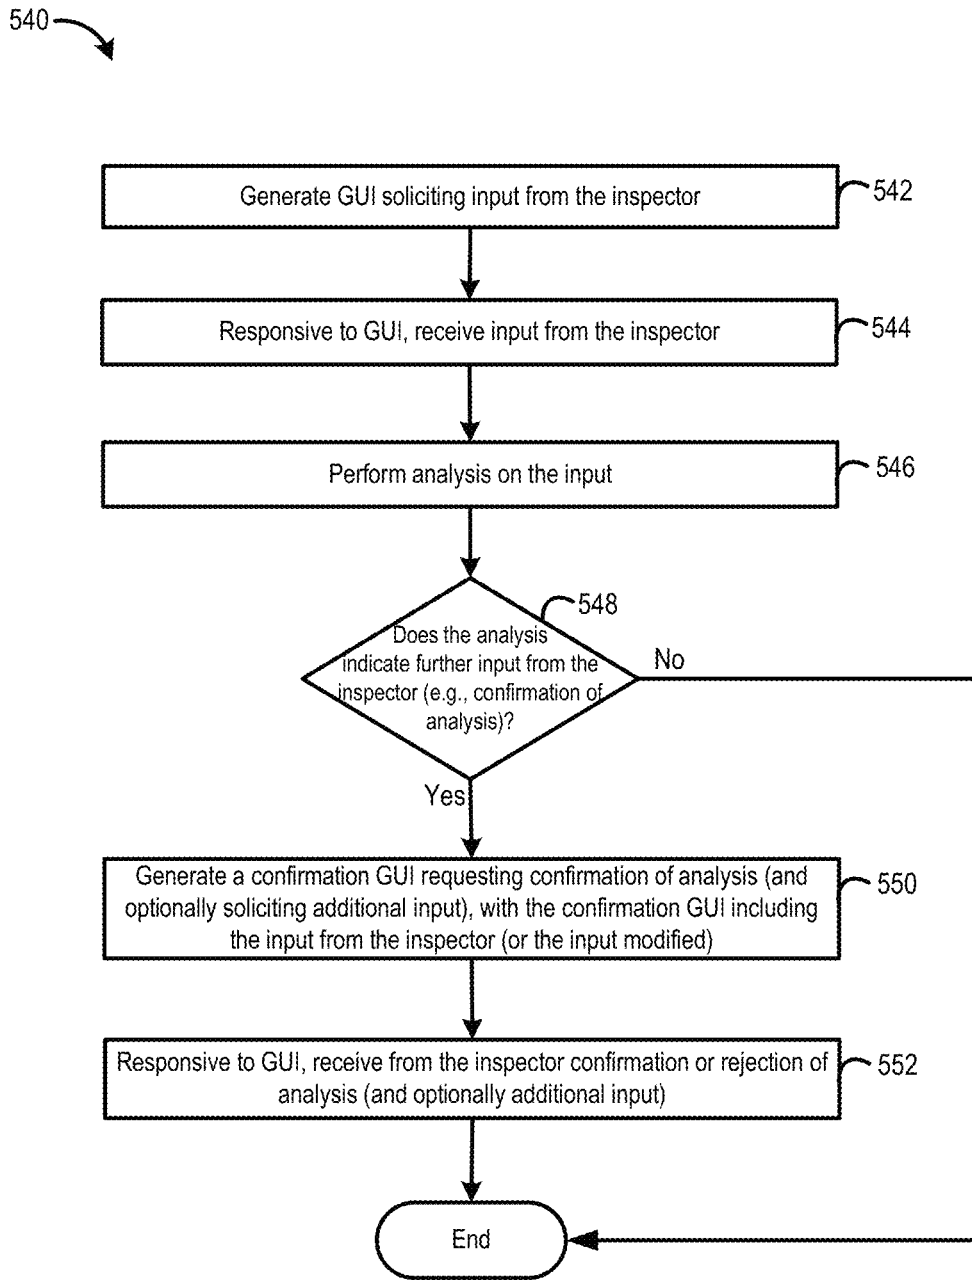 540
Generate GUI soliciting input from the inspector
542
Responsive to GUI, receive input from the inspector
544
Perform analysis on the input
546
548
Does the analysis
indicate further input from the
inspector (e.g., confirmation of
analysis)?
No
Yes
Generate a confirmation GUI requesting confirmation of analysis (and
optionally soliciting additional input), with the confirmation GUI including
the input from the inspector (or the input modified)
550
Responsive to GUI, receive from the inspector confirmation or rejection of
analysis (and optionally additional input)
552
End